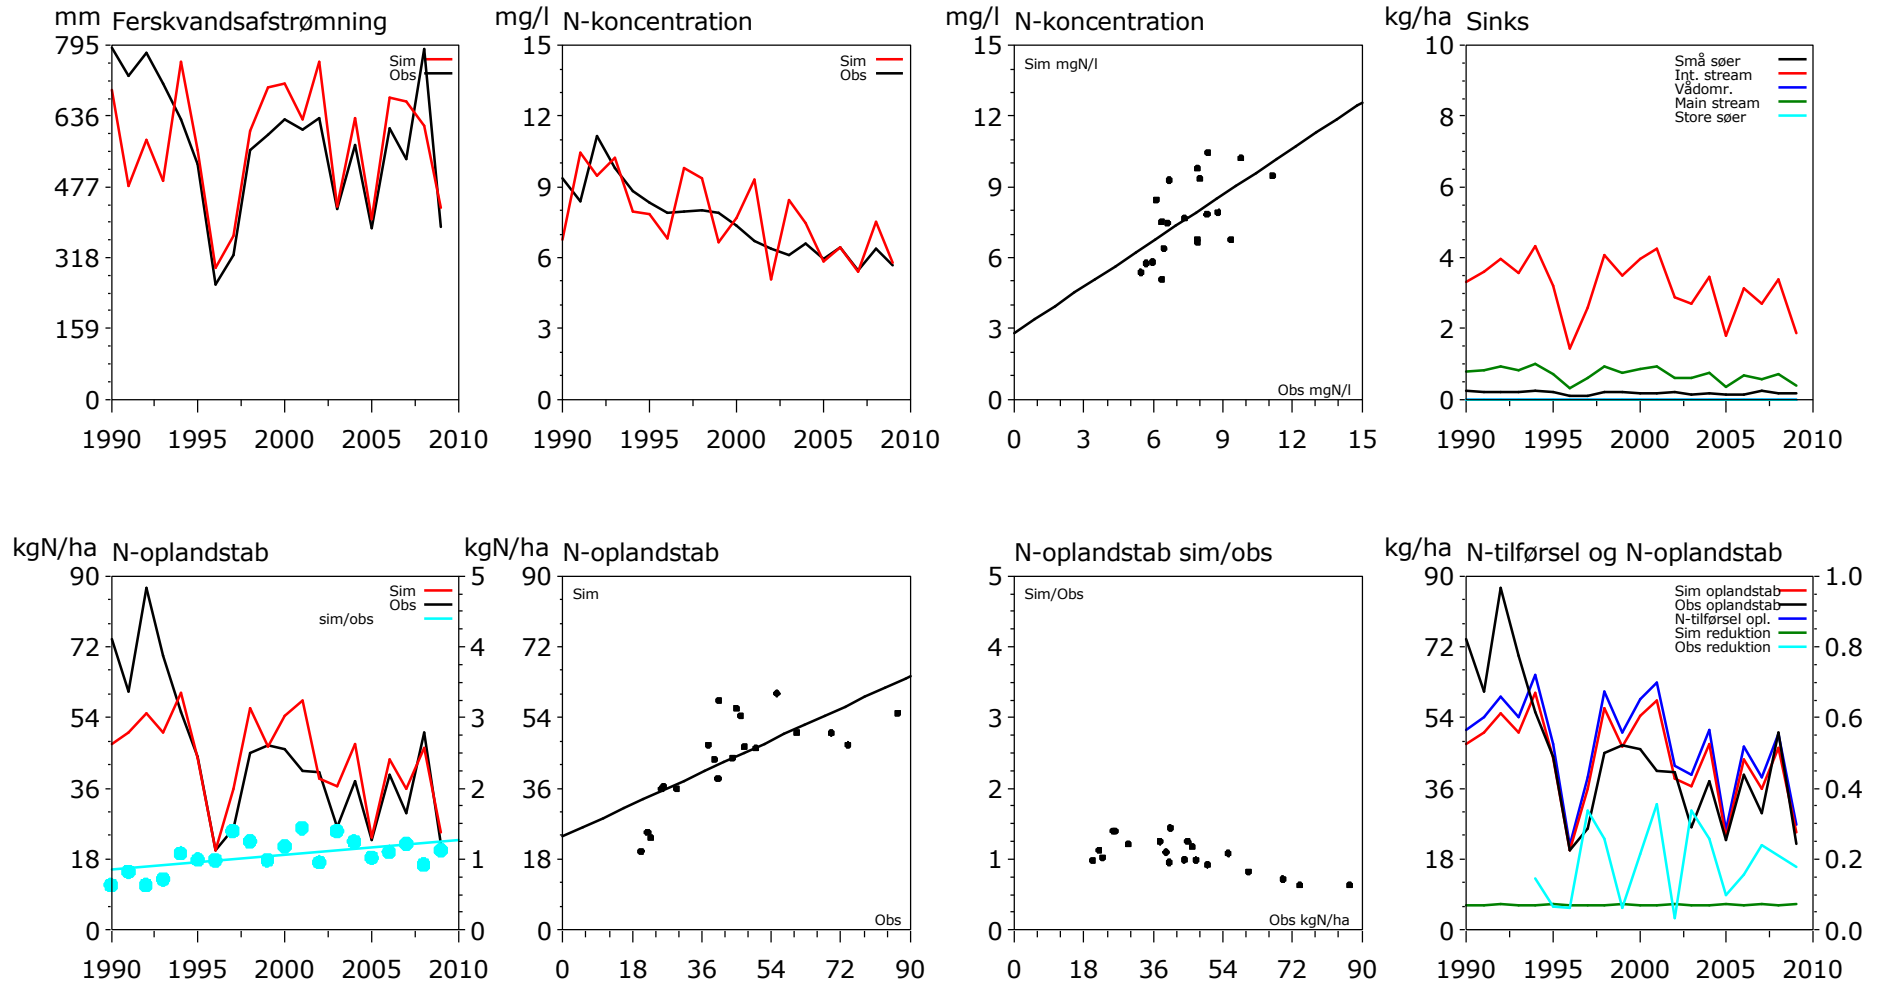 mm Ferskvandsafstrømning
Sim
Obs
795
636
477
318
159
0
1990 1995 2000 2005 2010
mg/l N-koncentration
Sim
Obs
15
12
9
6
3
0
1990 1995 2000 2005 2010
mg/l N-koncentration
Sim mgN/l
15
12
9
6
3
0
Obs mgN/l
0 3 6 9 12 15
kg/ha Sinks
Små søer
Int. stream
Vådomr.
Main stream
Store søer
10
8
6
4
2
0
1990 1995 2000 2005 2010
kgN/ha N-oplandstab
Sim
Obs
sim/obs
90
72
54
36
18
0
5
4
3
2
1
0
1990 1995 2000 2005 2010
kgN/ha N-oplandstab
Sim
90
72
54
36
18
0
Obs
0 18 36 54 72 90
N-oplandstab sim/obs
Sim/Obs
5
4
3
2
1
0
Obs kgN/ha
0 18 36 54 72 90
kg/ha N-tilførsel og N-oplandstab
Sim oplandstab
Obs oplandstab
N-tilførsel opl.
Sim reduktion
Obs reduktion
90
72
54
36
18
0
1.0
0.8
0.6
0.4
0.2
0.0
1990 1995 2000 2005 2010